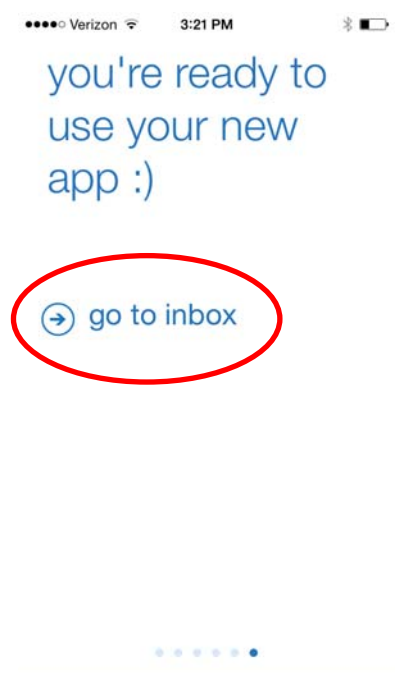 Verizon 3:21 PM
you're ready to
use your new
app :)
go to inbox